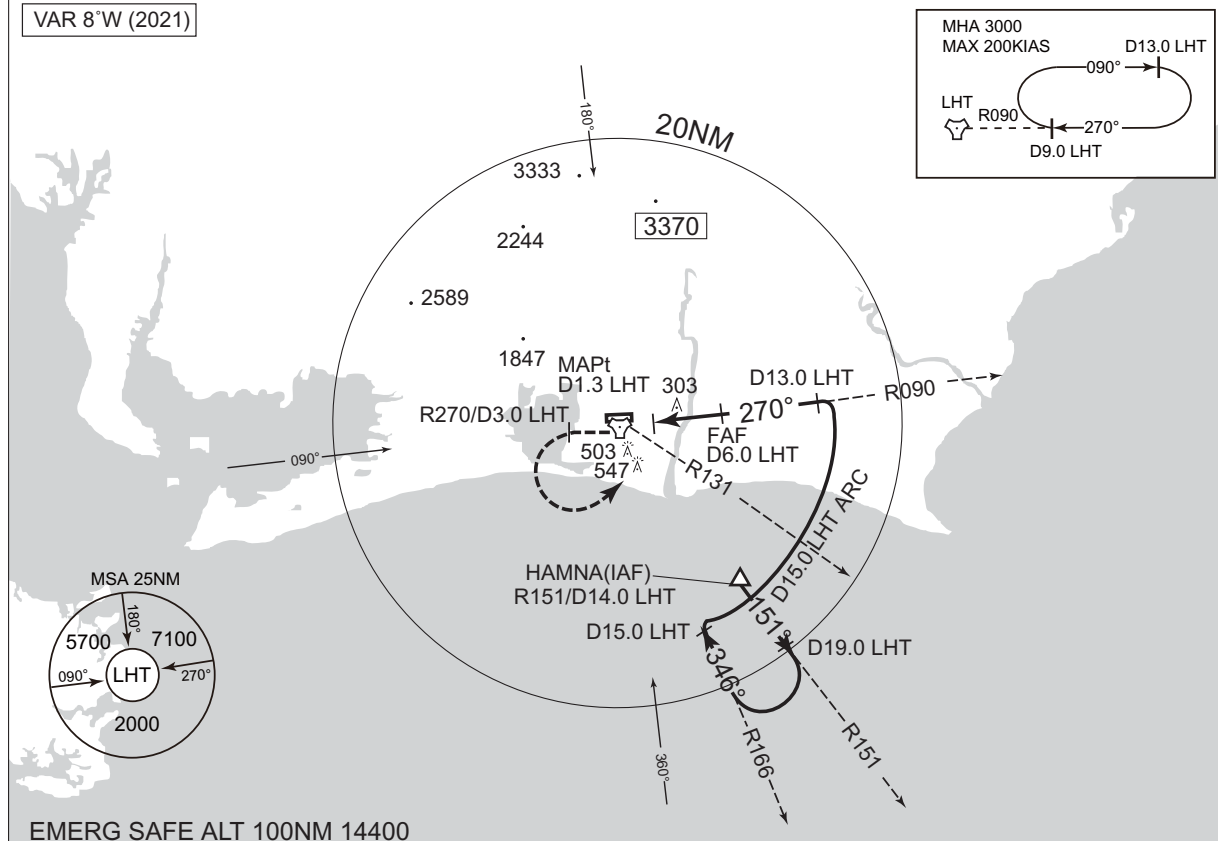 VAR 8°W (2021)
MHA 3000
MAX 200KIAS
D13.0 LHT
090°
LHT
R090
270°
D9.0 LHT
180°
20NM
3333
3370
2244
2589
1847
MAPt
D1.3 LHT
303
D13.0 LHT
R090
270°
R270/D3.0 LHT
FAF
D6.0 LHT
503
547
R131
090°
D15.0 LHT ARC
HAMNA(IAF)
R151/D14.0 LHT
151°
D15.0 LHT
D19.0 LHT
346°
R166
R151
360°
MSA 25NM
180°
5700
7100
090°
LHT
270°
2000
EMERG SAFE ALT 100NM 14400